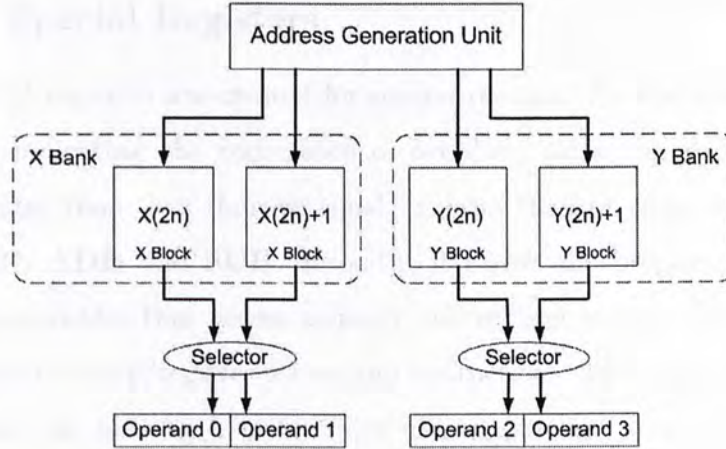 Address Generation Unit
X Bank
Y Bank
X(2n)
X Block
X(2n)+1
X Block
Y(2n)
Y Block
Y(2n)+1
Y Block
Selector
Selector
Operand 0
Operand 1
Operand 2
Operand 3